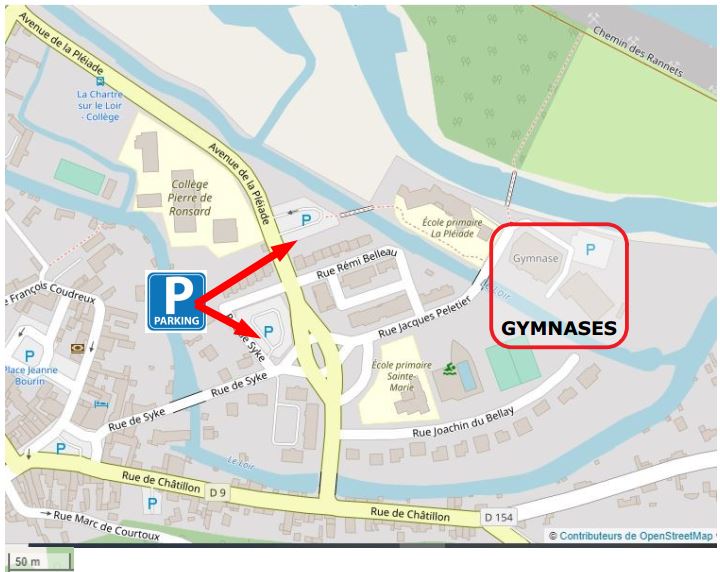 Avenue de la Pléiade
Chemin des Rannets
La Chartre
sur le Loir
- Collège
Collège
Pierre de
Ronsard
Avenue de la Pléiade
P
École primaire
La Pléiade
Gymnase
P
Rue Rémi Belleau
Le Loir
GYMNASES
P
PARKING
e François Coudreux
P
Rue de Syke
Rue Jacques Peletier
P
Place Jeanne
Bourin
École primaire
Sainte-
Marie
Rue de Syke
Rue de Syke
Rue Joachin du Bellay
P
Le Loir
Rue de Châtillon
D 9
P
Rue de Châtillon
D 154
Rue Marc de Courtoux
© Contributeurs de OpenStreetMap
50 m